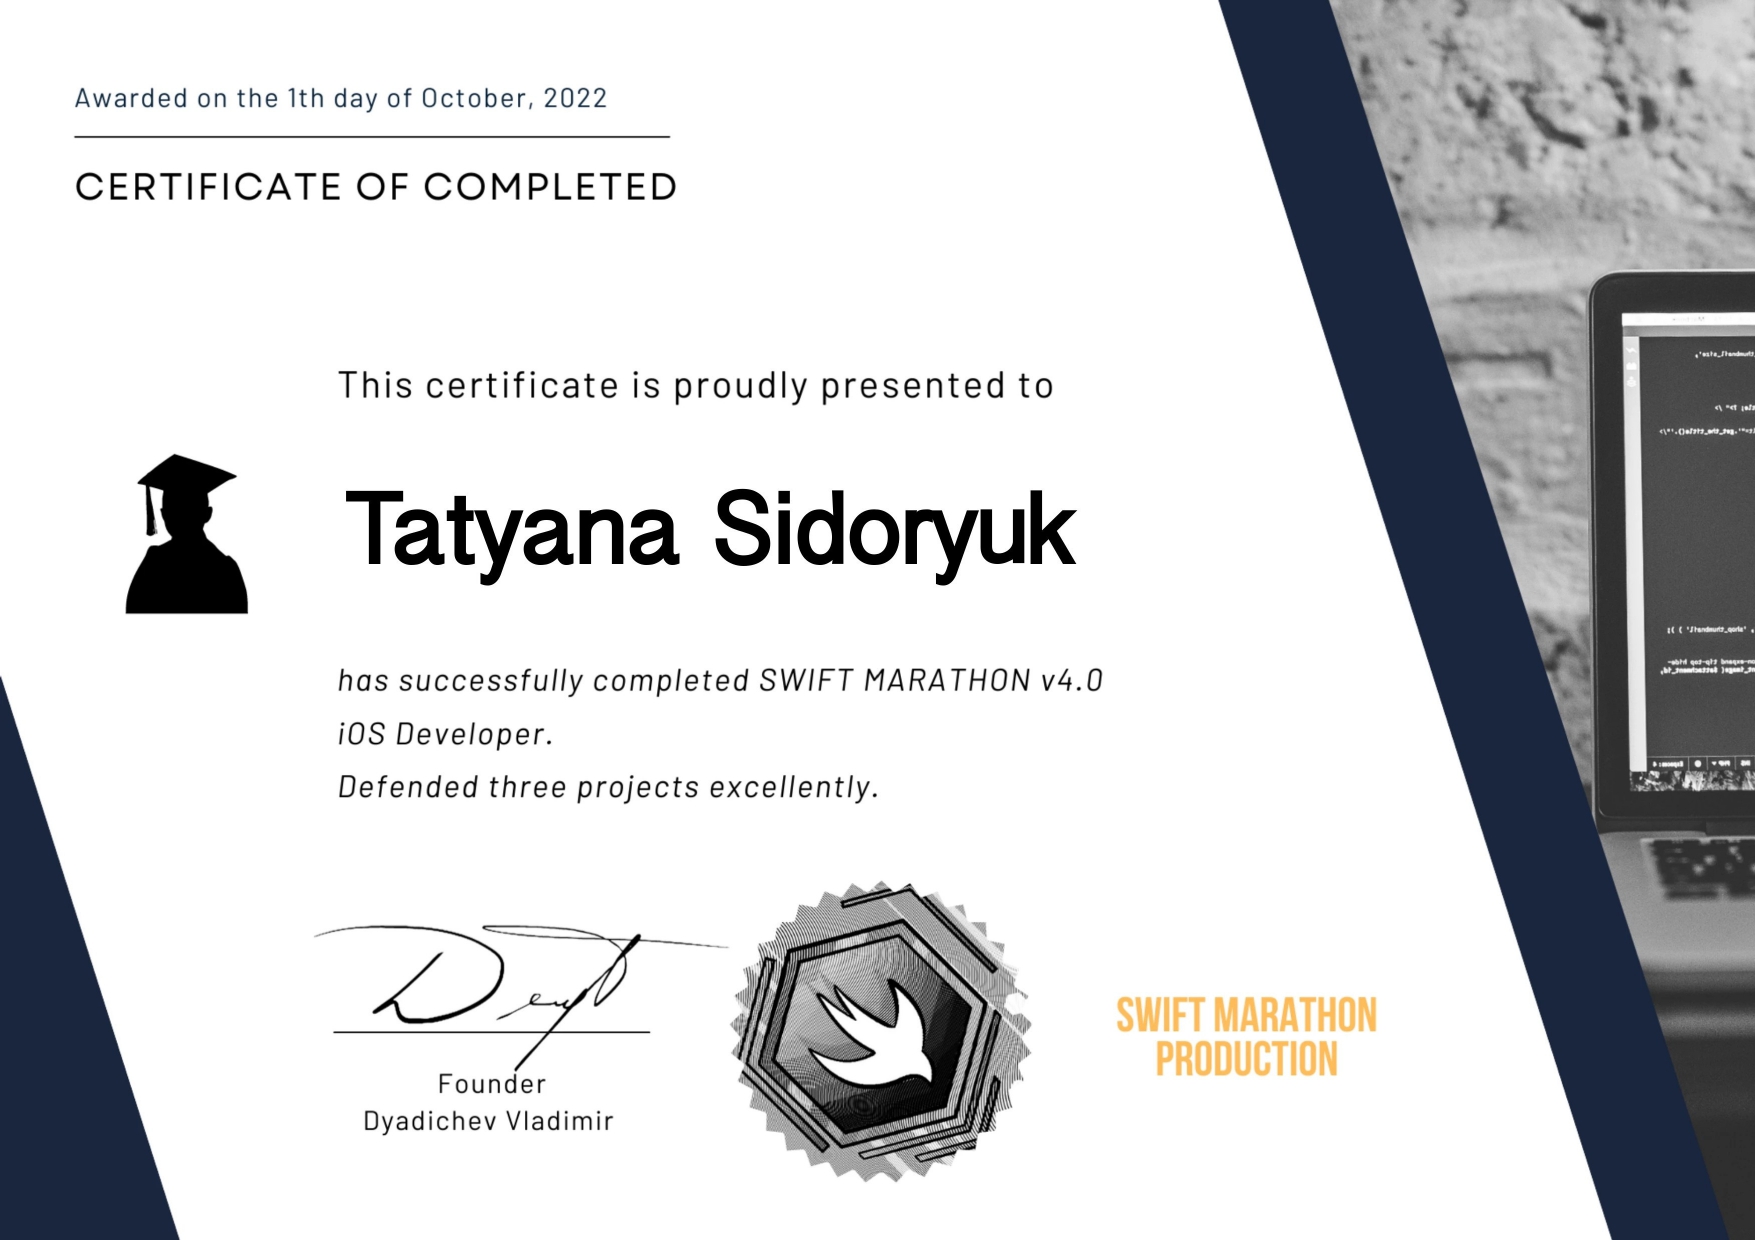 Awarded on the 1th day of October, 2022
CERTIFICATE OF COMPLETED
This certificate is proudly presented to
Tatyana Sidoryuk
has successfully completed SWIFT MARATHON v4.0
iOS Developer.
Defended three projects excellently.
Founder
Dyadichev Vladimir
SWIFT MARATHON
PRODUCTION